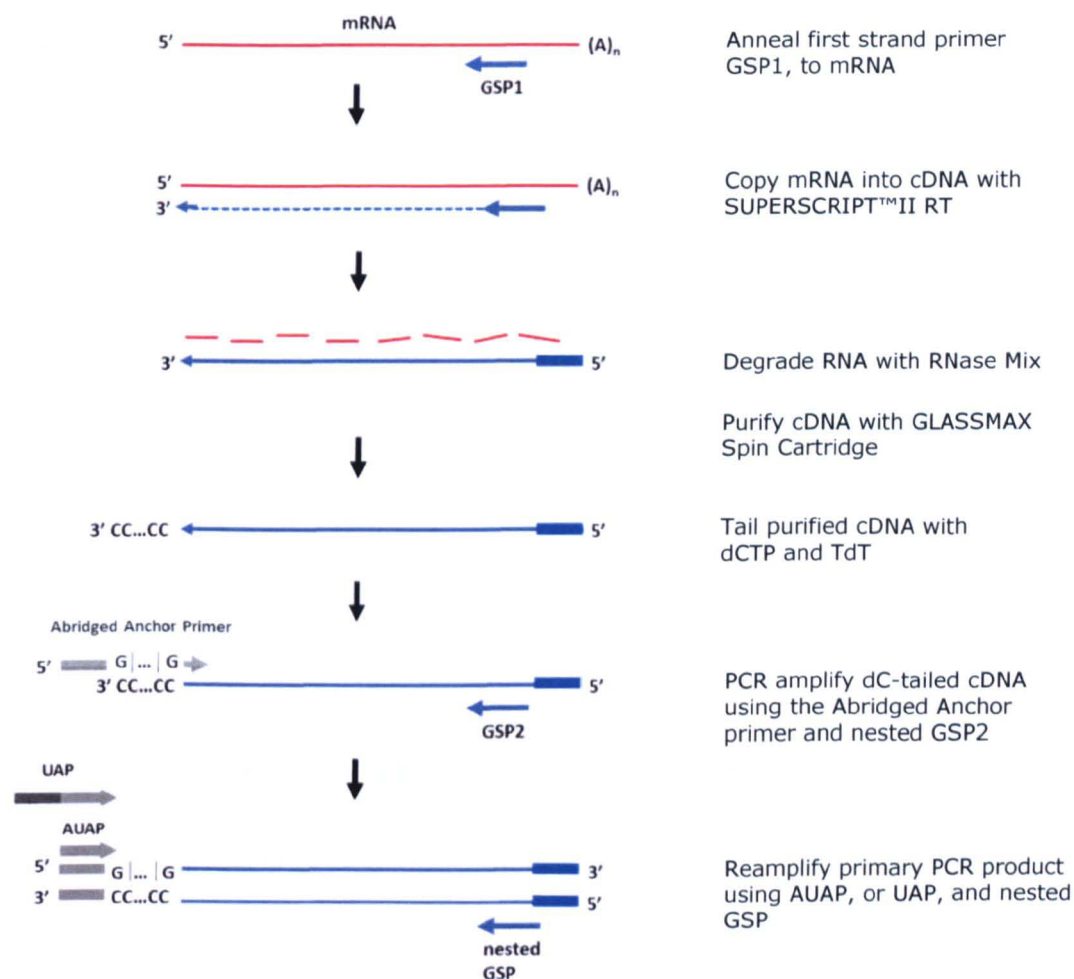 mRNA
5’ (A)n
GSP1
Anneal first strand primer
GSP1, to mRNA
5’ (A)n
3’
Copy mRNA into cDNA with
SUPERSCRIPT™II RT
3’ 5’
Degrade RNA with RNase Mix
Purify cDNA with GLASSMAX
Spin Cartridge
3’ CC...CC 5’
Tail purified cDNA with
dCTP and TdT
Abridged Anchor Primer
5’ G|...|G
3’ CC...CC 5’
GSP2
PCR amplify dC-tailed cDNA
using the Abridged Anchor
primer and nested GSP2
UAP
AUAP
5’ G|...|G 3’
3’ CC...CC 5’
nested
GSP
Reamplify primary PCR product
using AUAP, or UAP, and nested
GSP